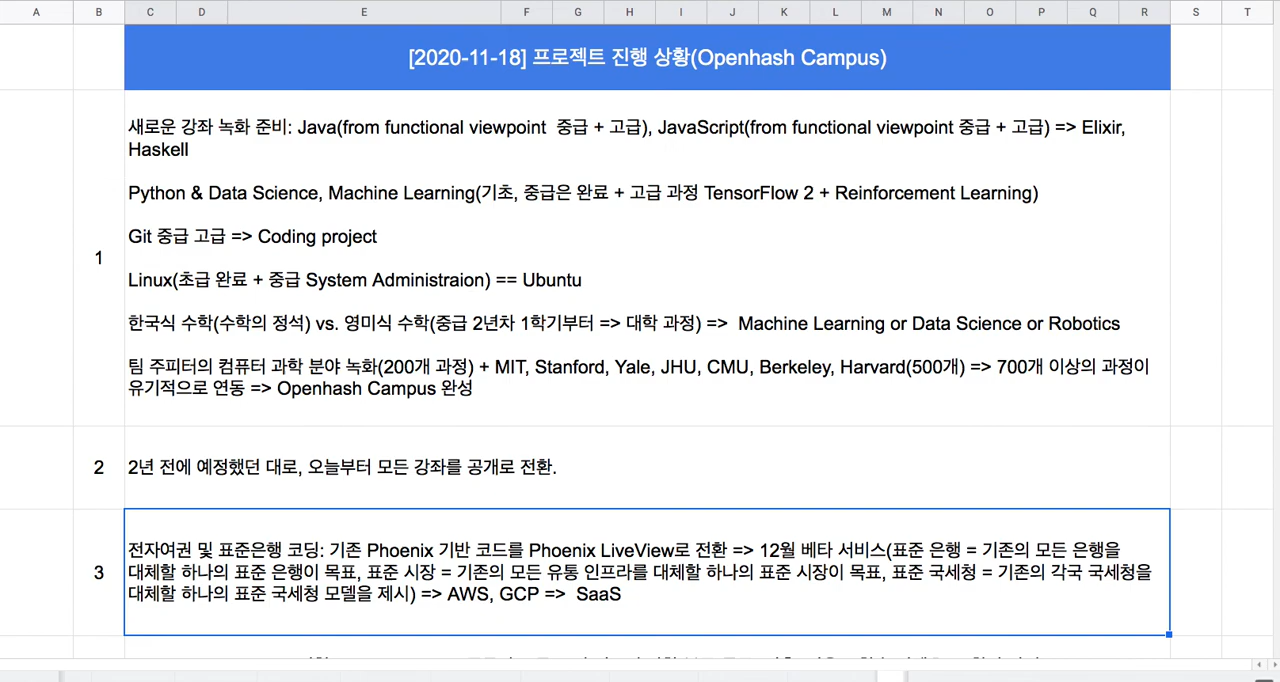 A B C D E F G H I J K L M N O P Q R S T
[2020-11-18] 프로젝트 진행 상황(Openhash Campus)
1
새로운 강좌 녹화 준비: Java(from functional viewpoint 중급 + 고급), JavaScript(from functional viewpoint 중급 + 고급) => Elixir,
Haskell
Python & Data Science, Machine Learning(기초, 중급은 완료 + 고급 과정 TensorFlow 2 + Reinforcement Learning)
Git 중급 고급 => Coding project
Linux(초급 완료 + 중급 System Administraion) == Ubuntu
한국식 수학(수학의 정석) vs. 영미식 수학(중급 2년차 1학기부터 => 대학 과정) => Machine Learning or Data Science or Robotics
팀 주피터의 컴퓨터 과학 분야 녹화(200개 과정) + MIT, Stanford, Yale, JHU, CMU, Berkeley, Harvard(500개) => 700개 이상의 과정이
유기적으로 연동 => Openhash Campus 완성
2
2년 전에 예정했던 대로, 오늘부터 모든 강좌를 공개로 전환.
3
전자여권 및 표준은행 코딩: 기존 Phoenix 기반 코드를 Phoenix LiveView로 전환 => 12월 베타 서비스(표준 은행 = 기존의 모든 은행을
대체할 하나의 표준 은행이 목표, 표준 시장 = 기존의 모든 유통 인프라를 대체할 하나의 표준 시장이 목표, 표준 국세청 = 기존의 각국 국세청을
대체할 하나의 표준 국세청 모델을 제시) => AWS, GCP => SaaS